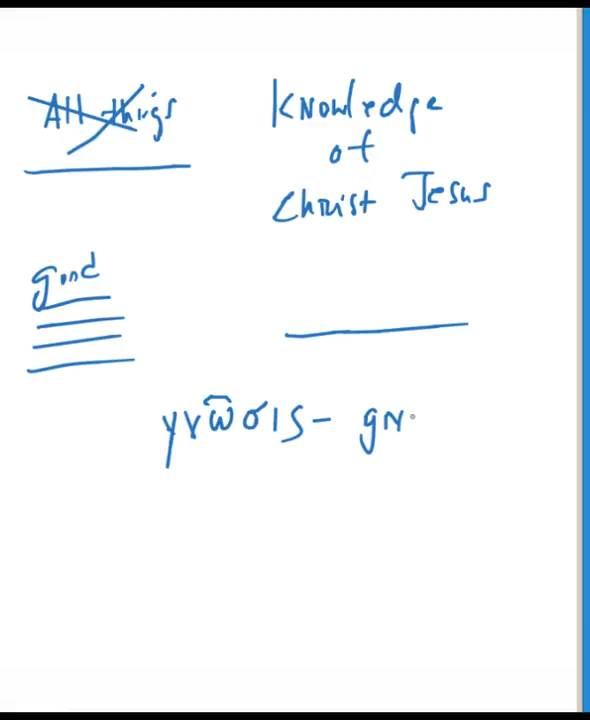 All things
Knowledge
of
Christ Jesus
good
γνῶσις - gN